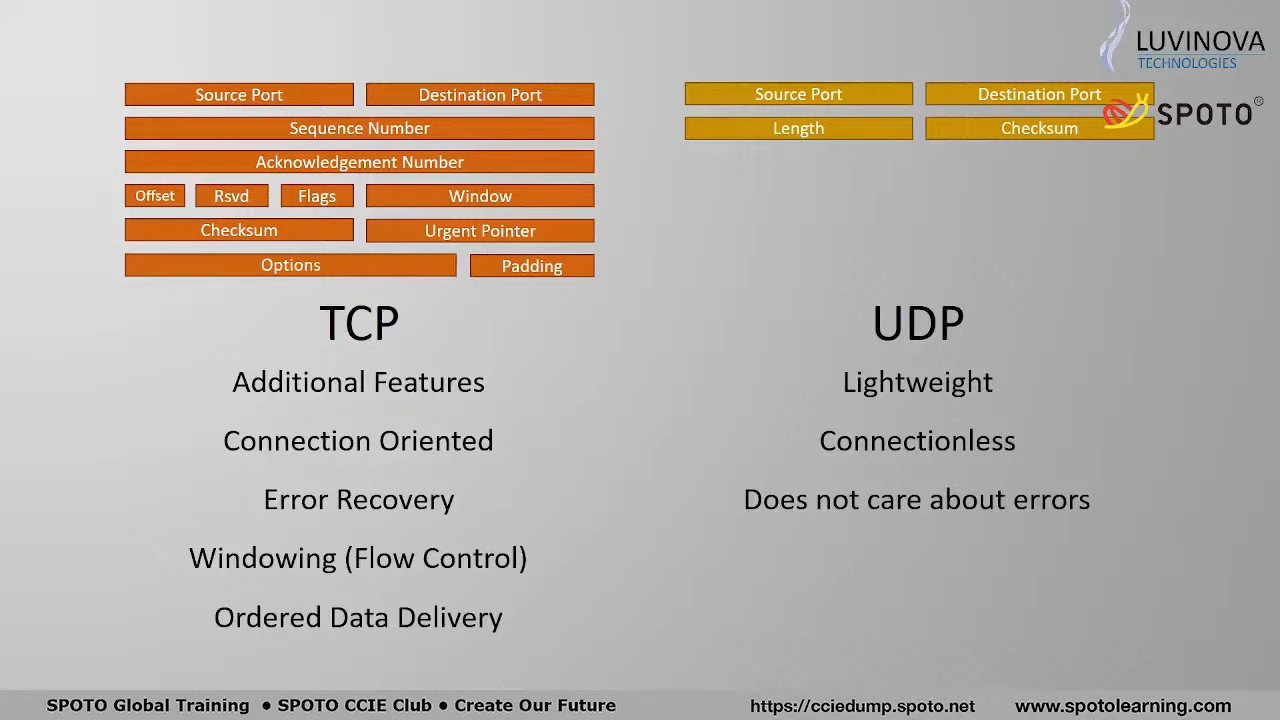 LUVINOVA
TECHNOLOGIES
SPOTO®
Source Port Destination Port
Sequence Number
Acknowledgement Number
Offset Rsvd Flags Window
Checksum Urgent Pointer
Options Padding
Source Port Destination Port
Length Checksum
TCP
Additional Features
Connection Oriented
Error Recovery
Windowing (Flow Control)
Ordered Data Delivery
UDP
Lightweight
Connectionless
Does not care about errors
SPOTO Global Training ● SPOTO CCIE Club ● Create Our Future https://cciedump.spoto.net www.spotolearning.com